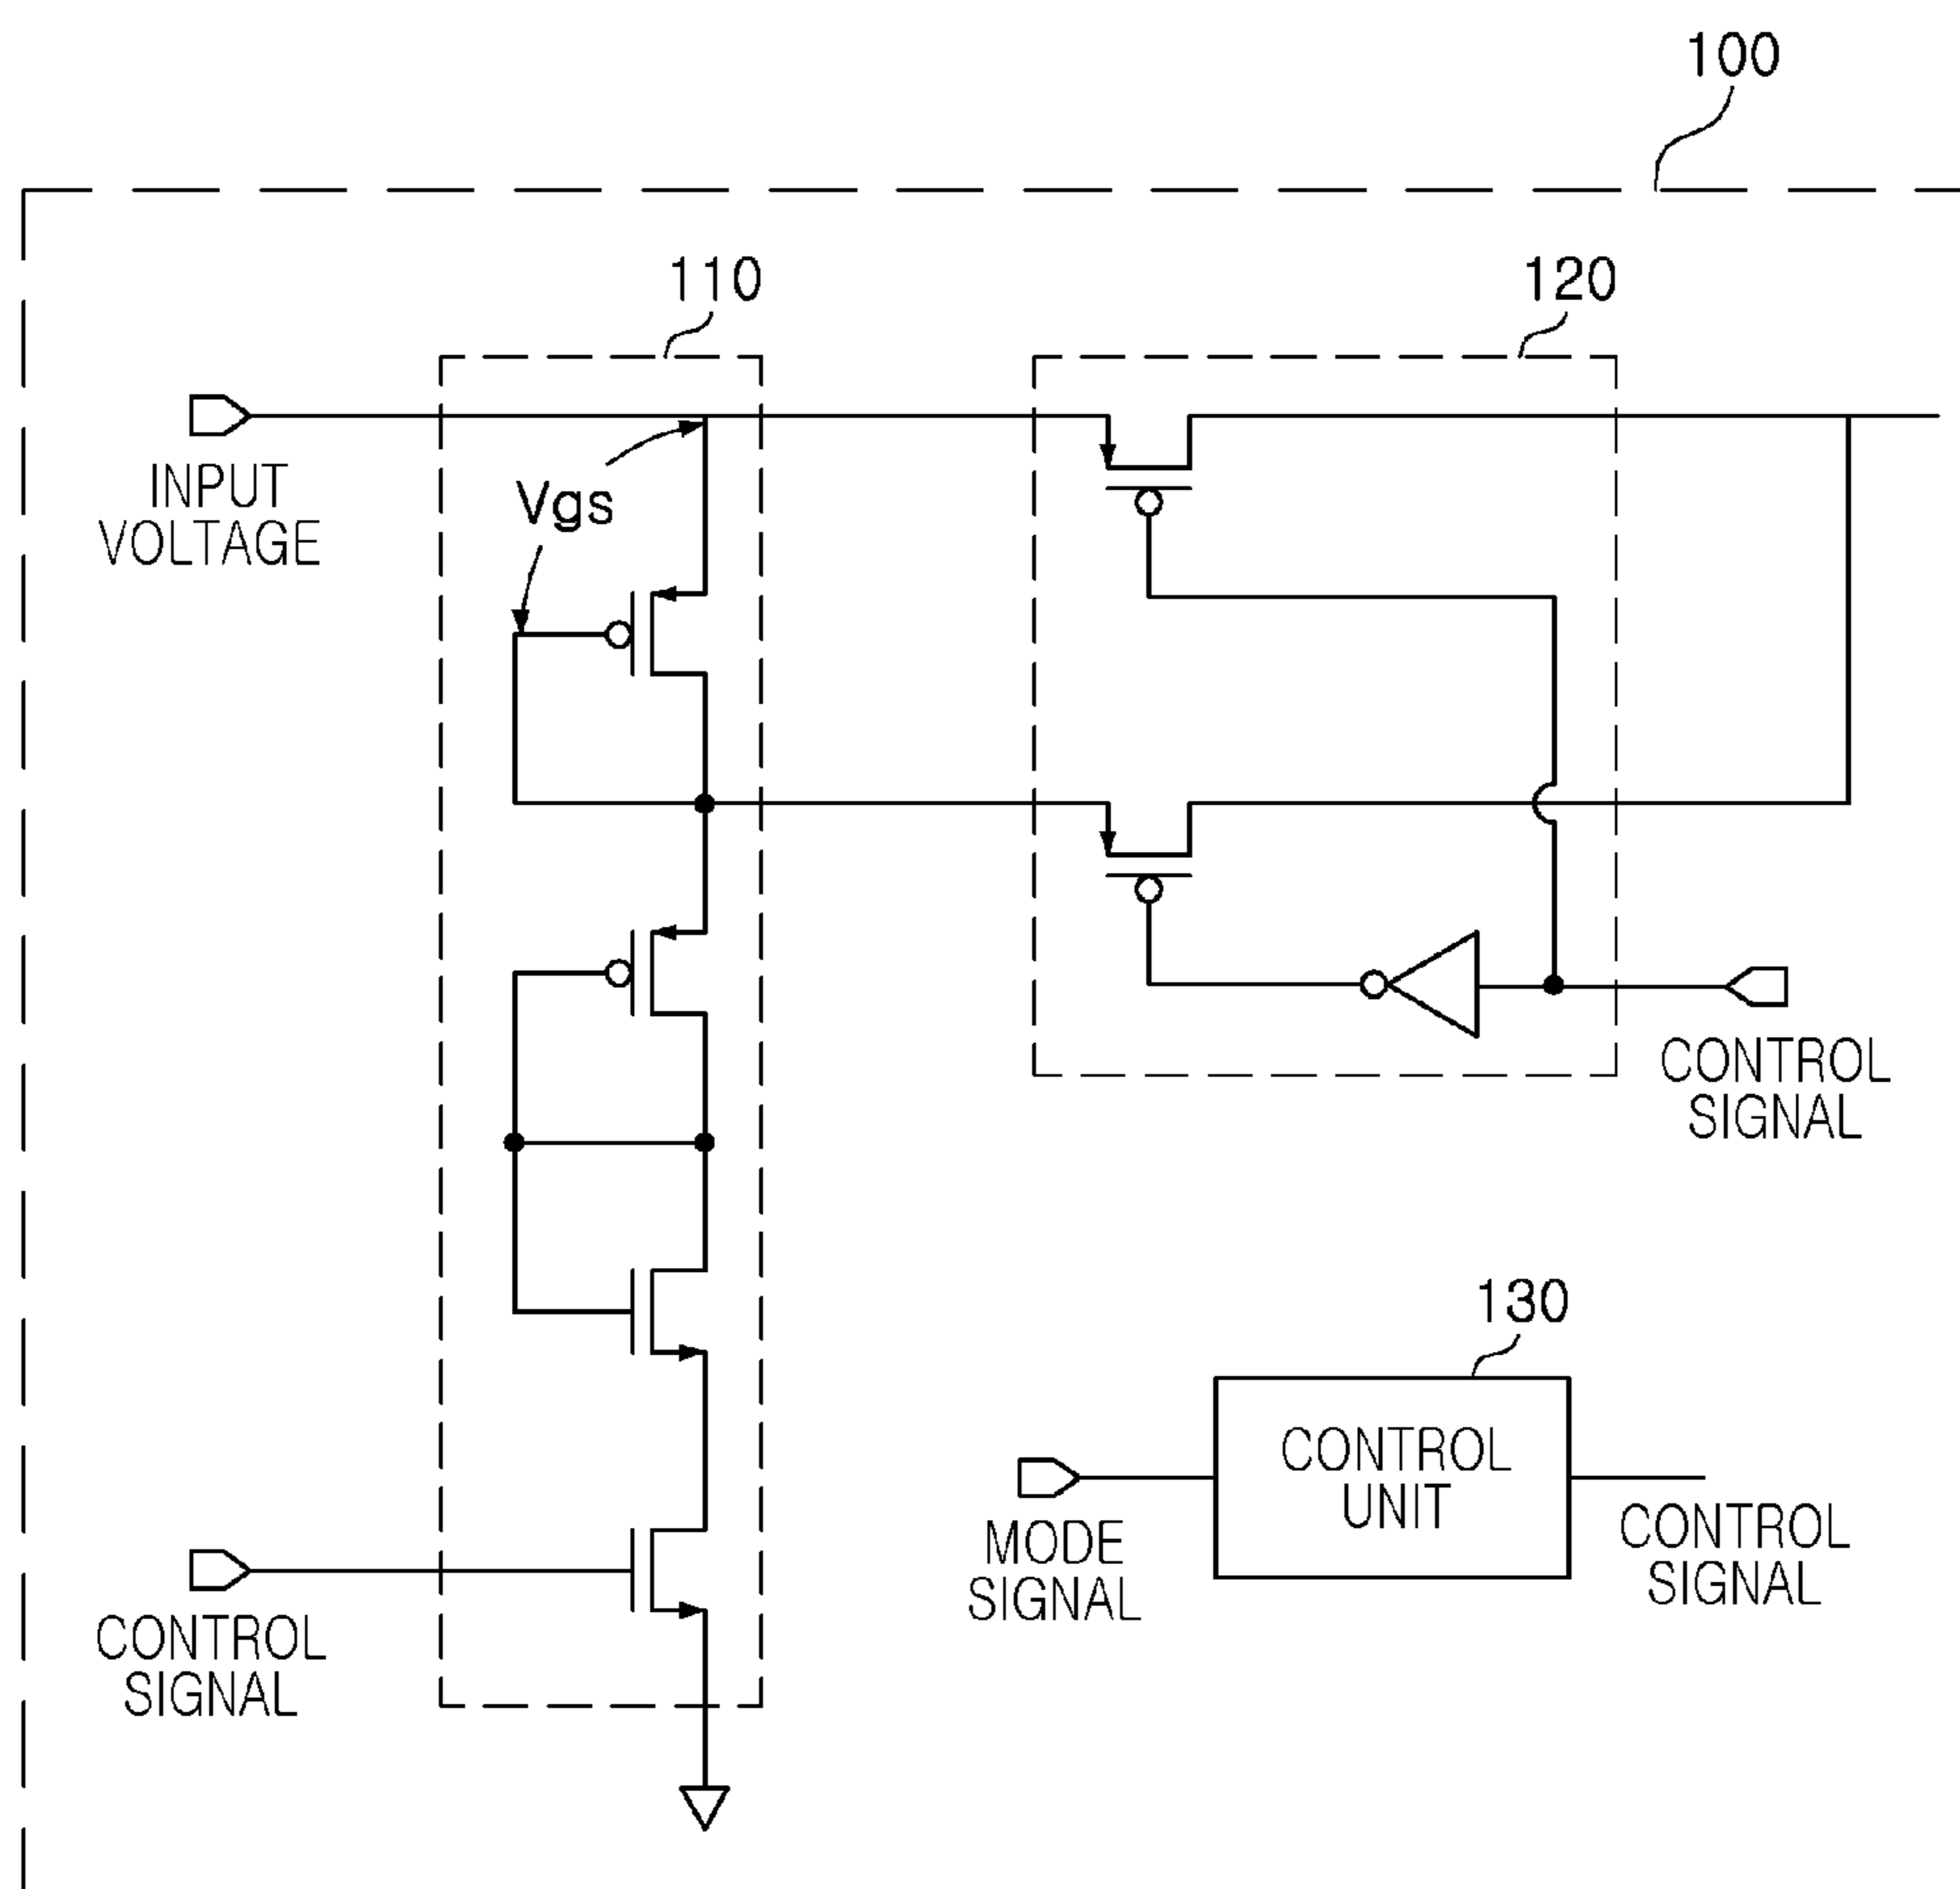 100
110
120
INPUT
VOLTAGE
Vgs
CONTROL
SIGNAL
130
CONTROL
UNIT
MODE
SIGNAL
CONTROL
SIGNAL
CONTROL
SIGNAL